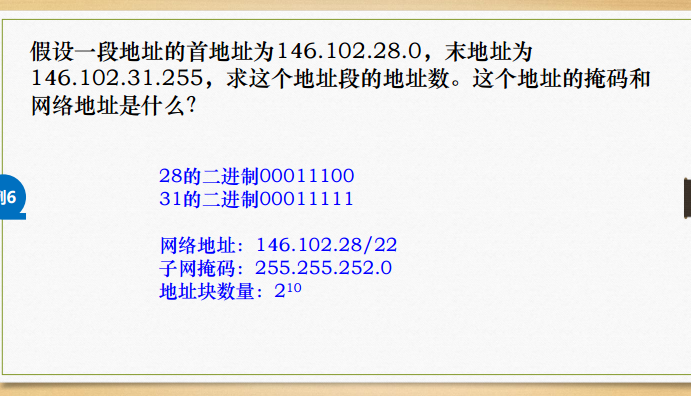 假设一段地址的首地址为146.102.28.0，末地址为
146.102.31.255，求这个地址段的地址数。这个地址的掩码和
网络地址是什么？
28的二进制00011100
31的二进制00011111
例6
网络地址：146.102.28/22
子网掩码：255.255.252.0
地址块数量：2¹⁰